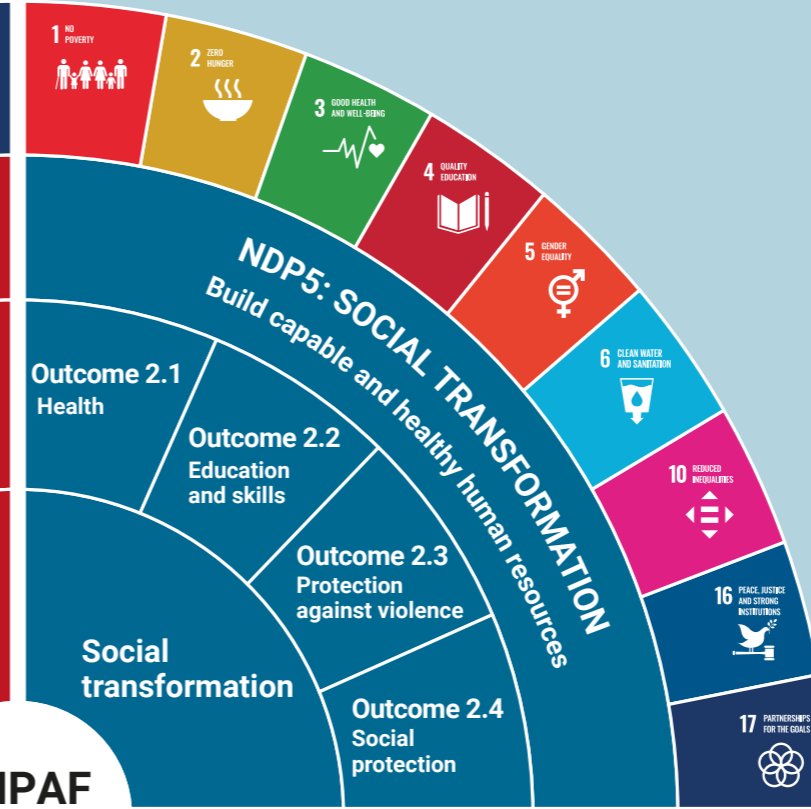 1 NO
POVERTY
2 ZERO
HUNGER
3 GOOD HEALTH
AND WELL-BEING
4 QUALITY
EDUCATION
5 GENDER
EQUALITY
6 CLEAN WATER
AND SANITATION
10 REDUCED
INEQUALITIES
16 PEACE, JUSTICE
AND STRONG
INSTITUTIONS
17 PARTNERSHIPS
FOR THE GOALS
NDP5: SOCIAL TRANSFORMATION
Build capable and healthy human resources
Outcome 2.1
Health
Outcome 2.2
Education
and skills
Outcome 2.3
Protection
against violence
Outcome 2.4
Social
protection
Social
transformation